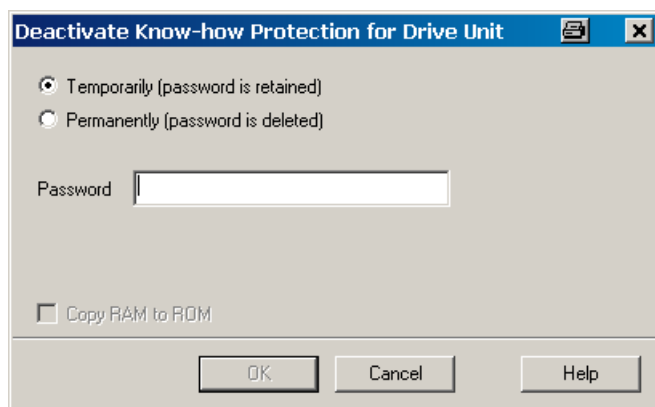 Deactivate Know-how Protection for Drive Unit
Temporarily (password is retained)
Permanently (password is deleted)
Password
Copy RAM to ROM
OK Cancel Help